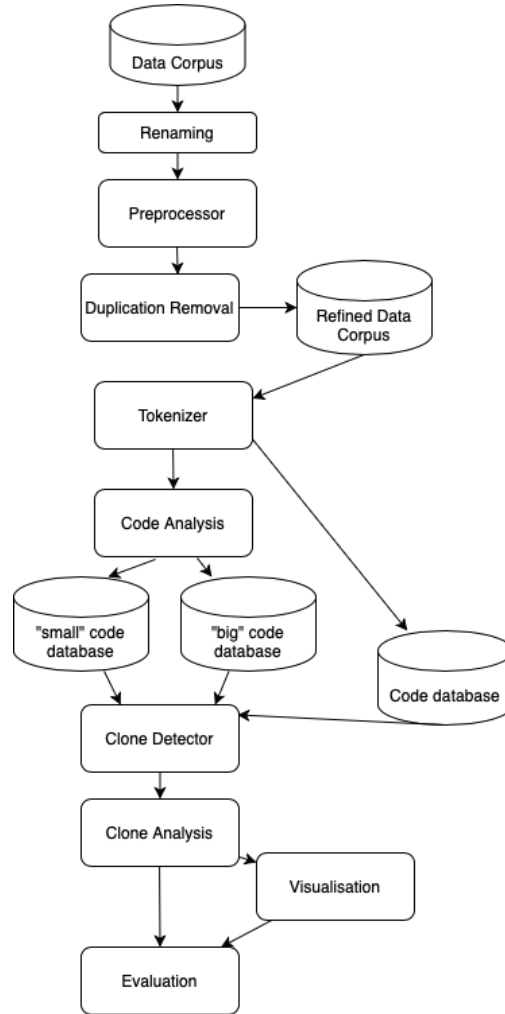 Data Corpus
Renaming
Preprocessor
Duplication Removal
Refined Data
Corpus
Tokenizer
Code Analysis
"small" code
database
"big" code
database
Code database
Clone Detector
Clone Analysis
Visualisation
Evaluation